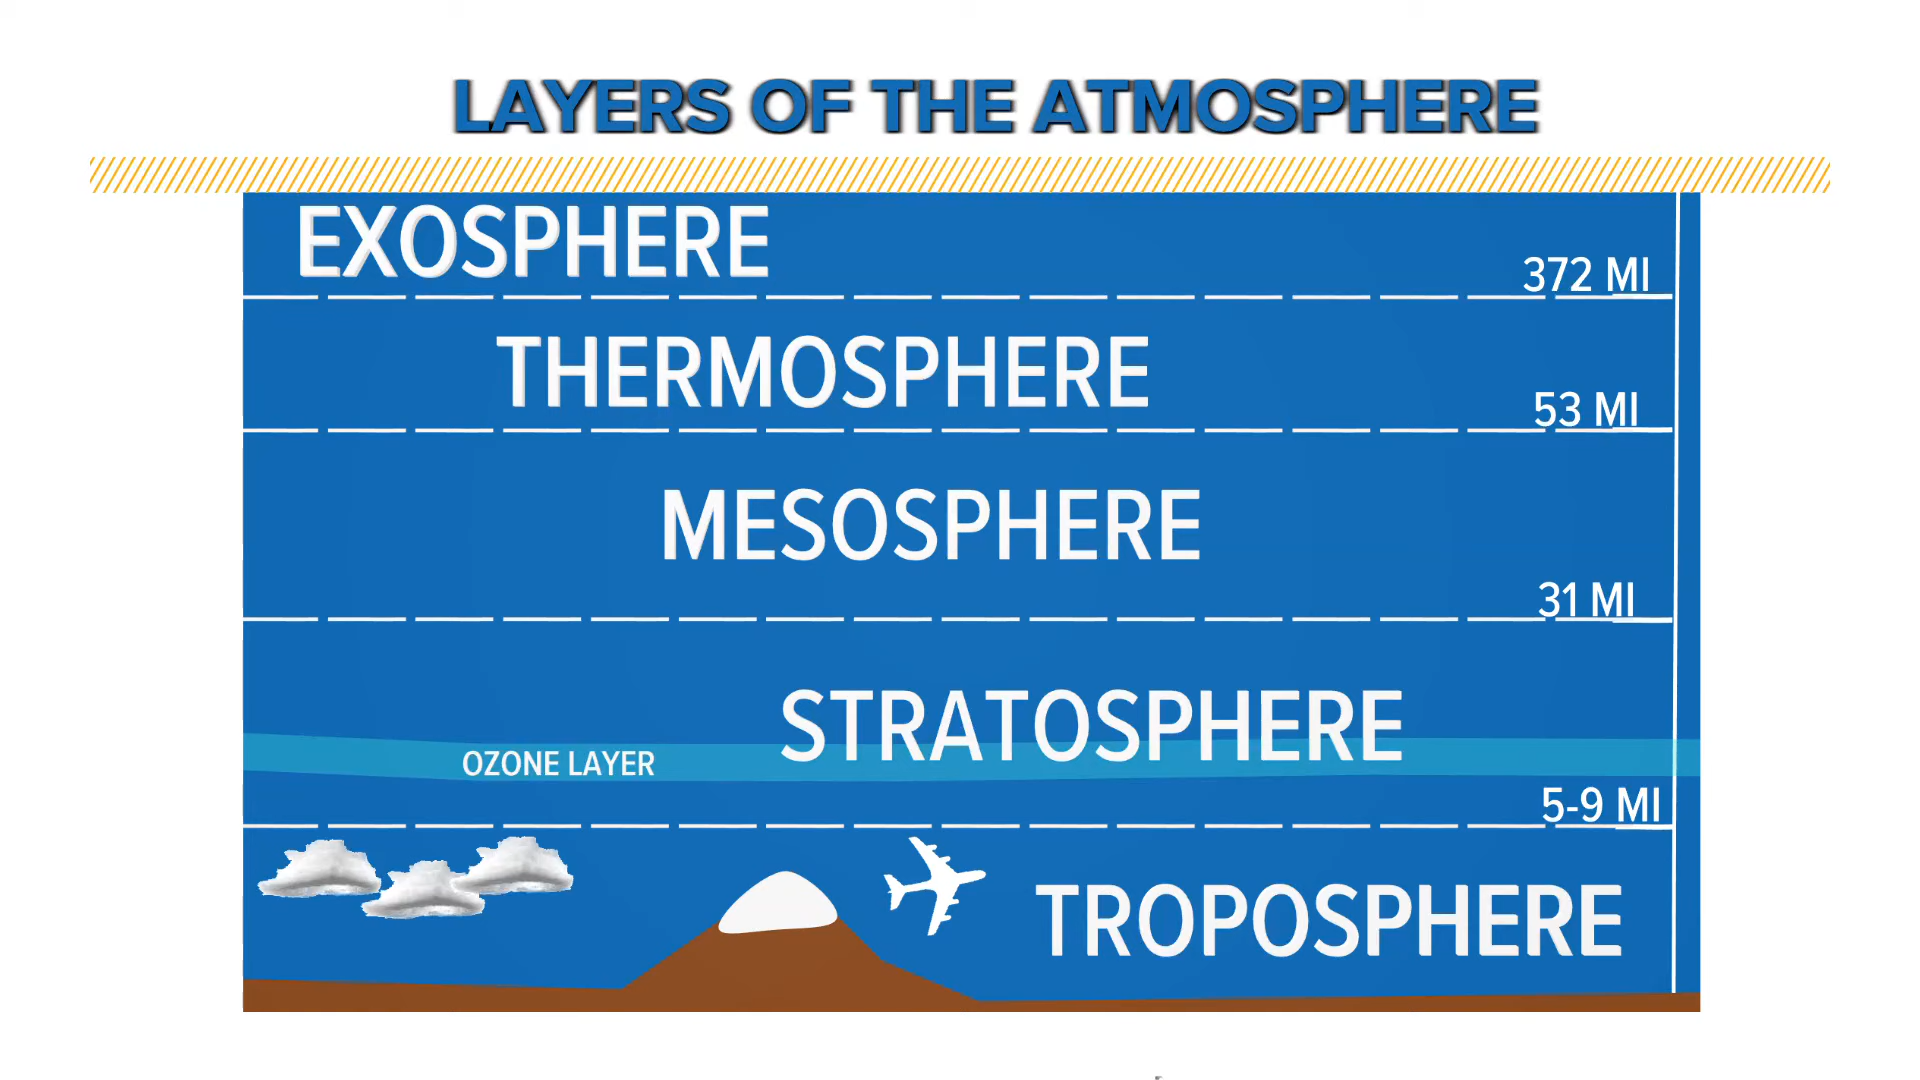 LAYERS OF THE ATMOSPHERE
EXOSPHERE
372 MI
THERMOSPHERE
53 MI
MESOSPHERE
31 MI
STRATOSPHERE
OZONE LAYER
5-9 MI
TROPOSPHERE